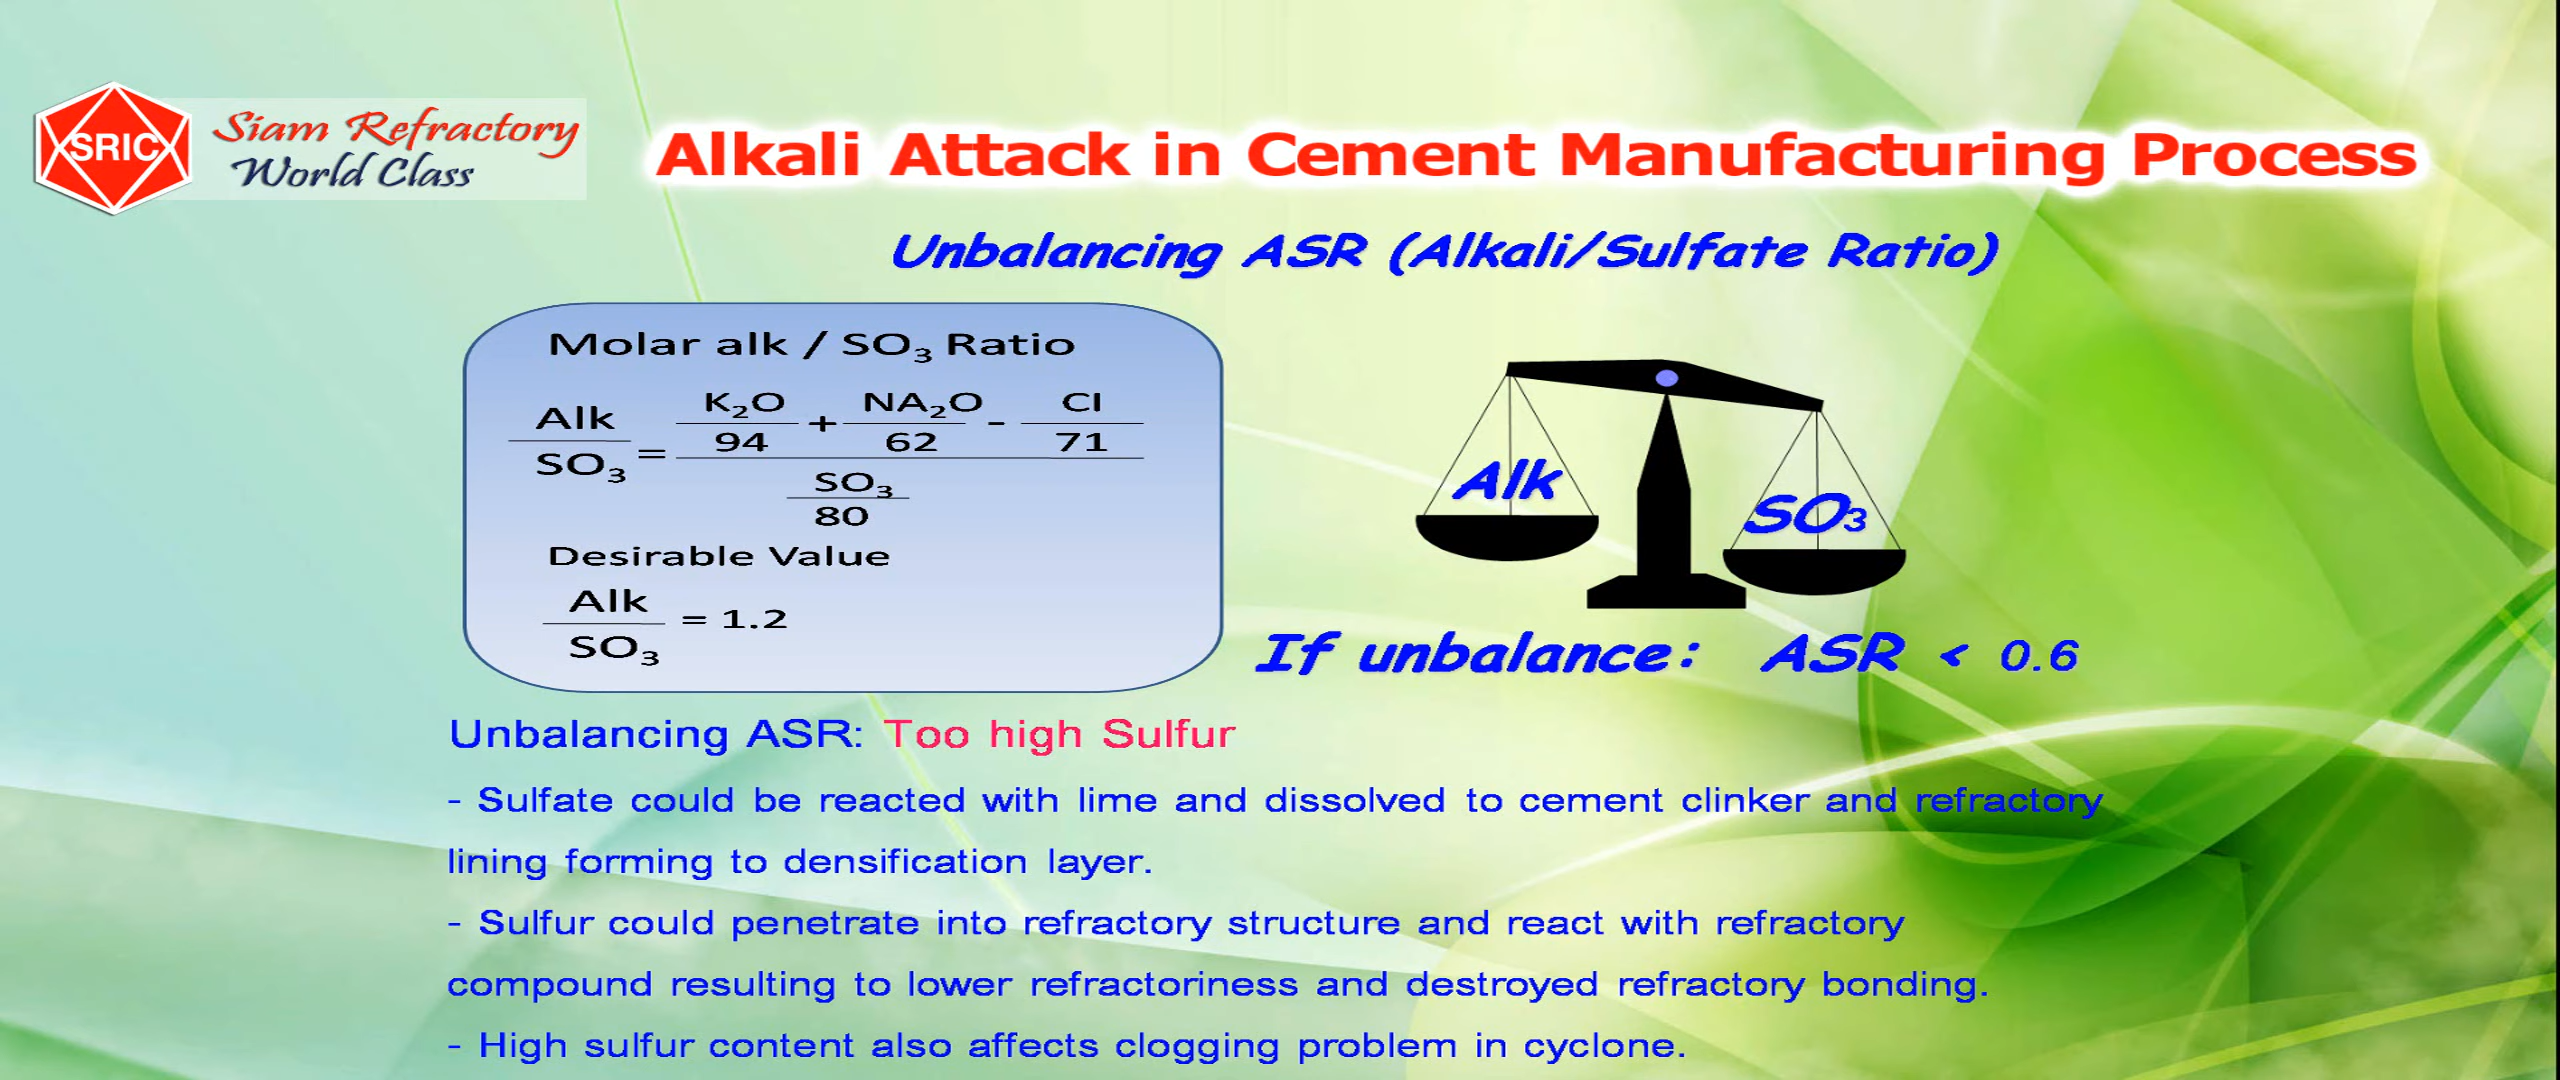 SRIC
Siam Refractory
World Class
Alkali Attack in Cement Manufacturing Process
Unbalancing ASR (Alkali/Sulfate Ratio)
Molar alk / SO₃ Ratio
Alk
SO₃
=
K₂O
94
+
NA₂O
62
-
Cl
71
SO₃
80
Desirable Value
Alk
SO₃
= 1.2
Alk
SO₃
If unbalance: ASR < 0.6
Unbalancing ASR: Too high Sulfur
- Sulfate could be reacted with lime and dissolved to cement clinker and refractory
lining forming to densification layer.
- Sulfur could penetrate into refractory structure and react with refractory
compound resulting to lower refractoriness and destroyed refractory bonding.
- High sulfur content also affects clogging problem in cyclone.